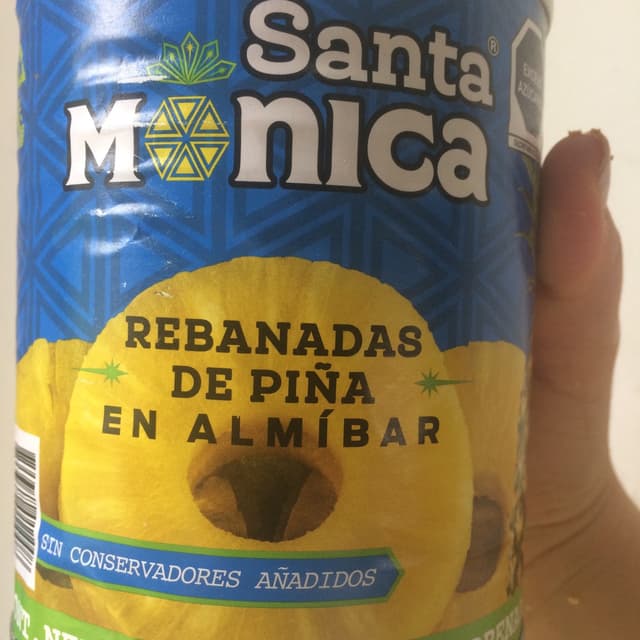 Santa®
MONICA
REBANADAS
DE PIÑA
EN ALMÍBAR
SIN CONSERVADORES AÑADIDOS